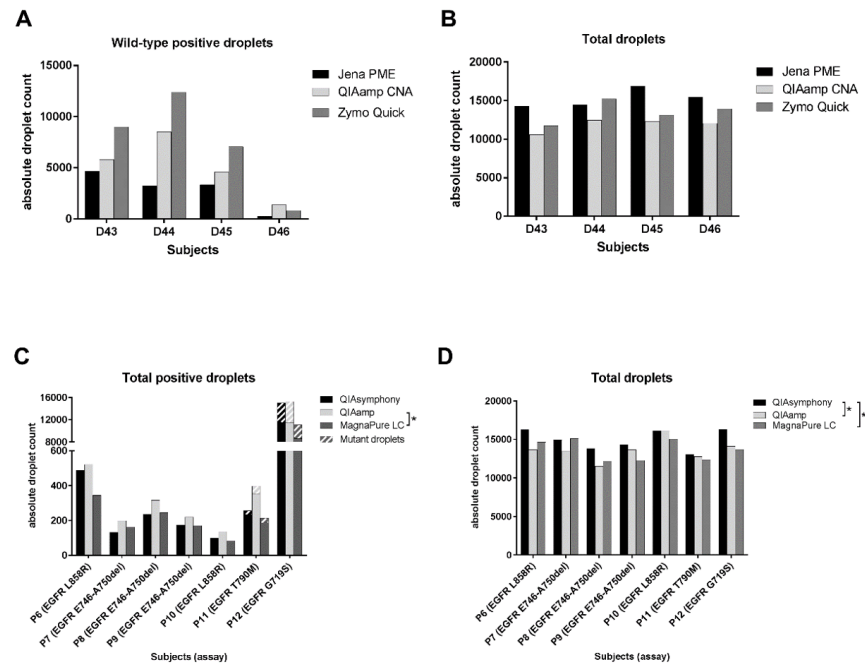 A
Wild-type positive droplets
absolute droplet count
15000
10000
5000
0
D43 D44 D45 D46
Subjects
Jena PME
QIAamp CNA
Zymo Quick
B
Total droplets
absolute droplet count
20000
15000
10000
5000
0
D43 D44 D45 D46
Subjects
Jena PME
QIAamp CNA
Zymo Quick
C
Total positive droplets
absolute droplet count
16000
12000
8000
600
400
200
0
P6 (EGFR L858R)
P7 (EGFR E746-A750del)
P8 (EGFR E746-A750del)
P9 (EGFR E746-A750del)
P10 (EGFR L858R)
P11 (EGFR T790M)
P12 (EGFR G719S)
Subjects (assay)
QIAsymphony
QIAamp
MagnaPure LC
Mutant droplets
*
D
Total droplets
absolute droplet count
20000
15000
10000
5000
0
P6 (EGFR L858R)
P7 (EGFR E746-A750del)
P8 (EGFR E746-A750del)
P9 (EGFR E746-A750del)
P10 (EGFR L858R)
P11 (EGFR T790M)
P12 (EGFR G719S)
Subjects (assay)
QIASymphony
QIAamp
MagnaPure LC
*
*